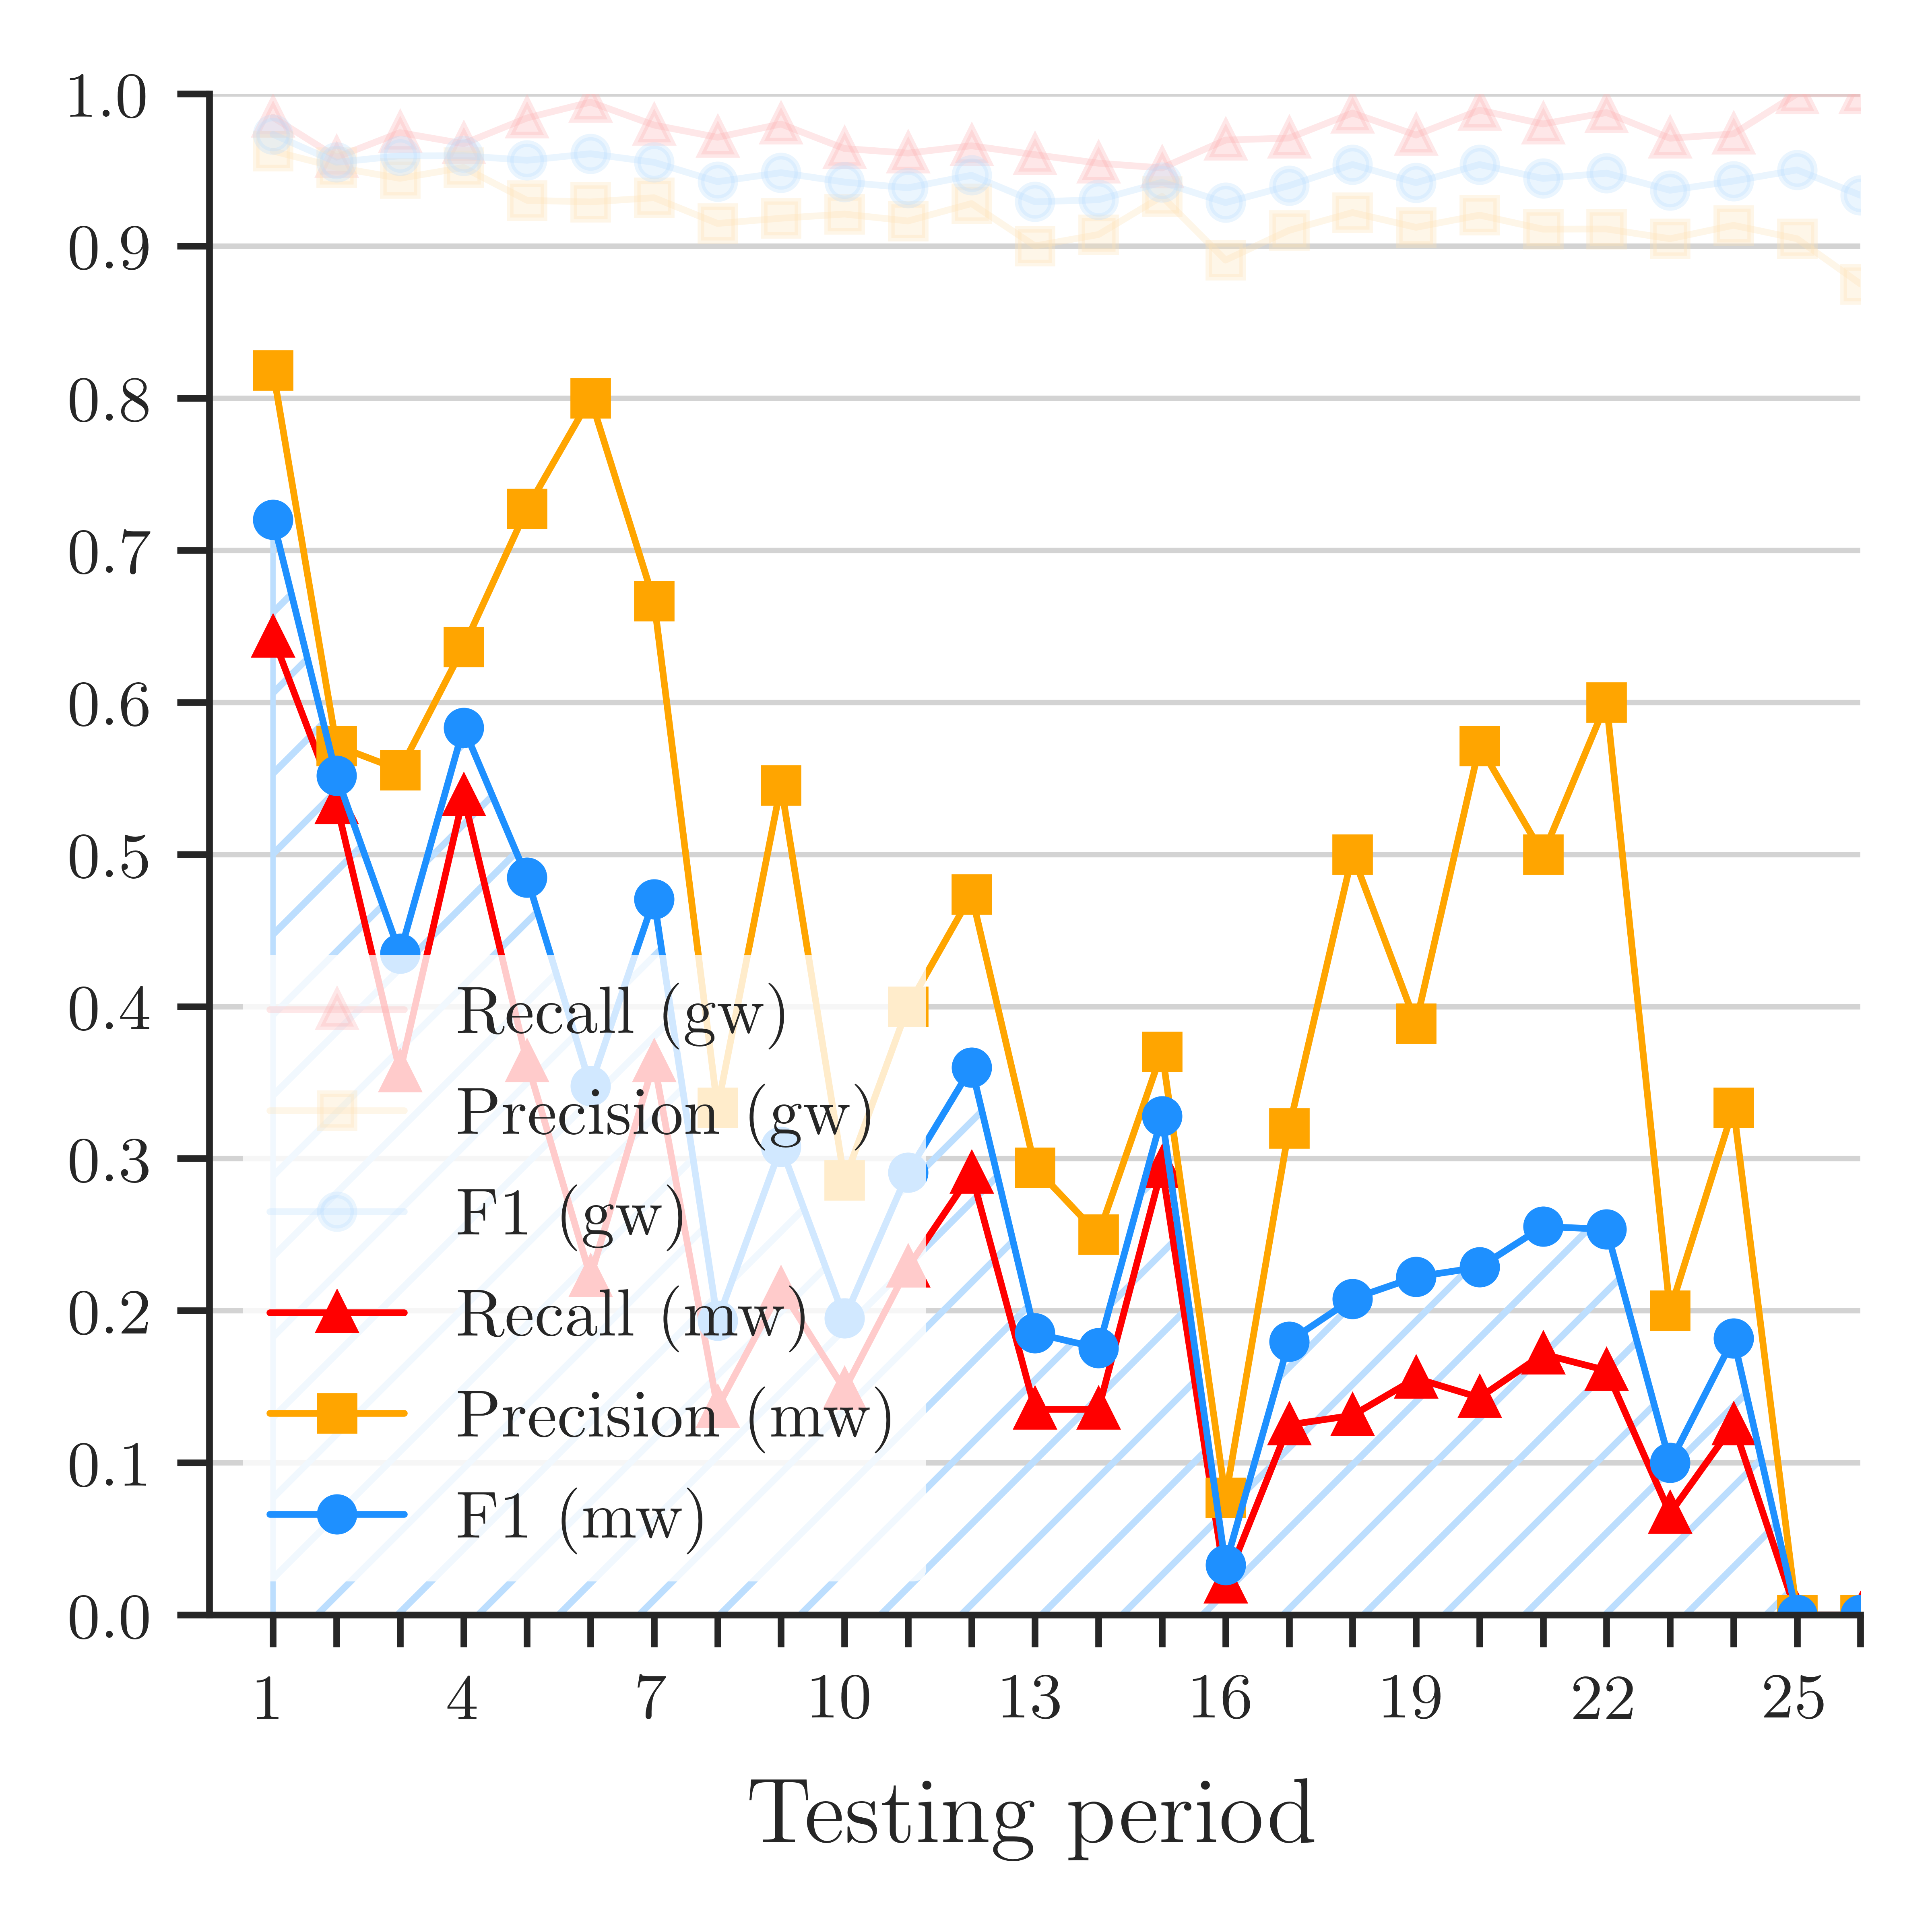 1.0
0.9
0.8
0.7
0.6
0.5
0.4
0.3
0.2
0.1
0.0
Recall (gw)
Precision (gw)
F1 (gw)
Recall (mw)
Precision (mw)
F1 (mw)
1 4 7 10 13 16 19 22 25
Testing period